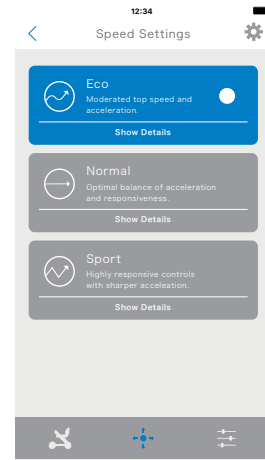 12:34
Speed Settings
Eco
Moderated top speed and
acceleration.
Show Details
Normal
Optimal balance of acceleration
and responsiveness.
Show Details
Sport
Highly responsive controls
with sharper acceleation.
Show Details